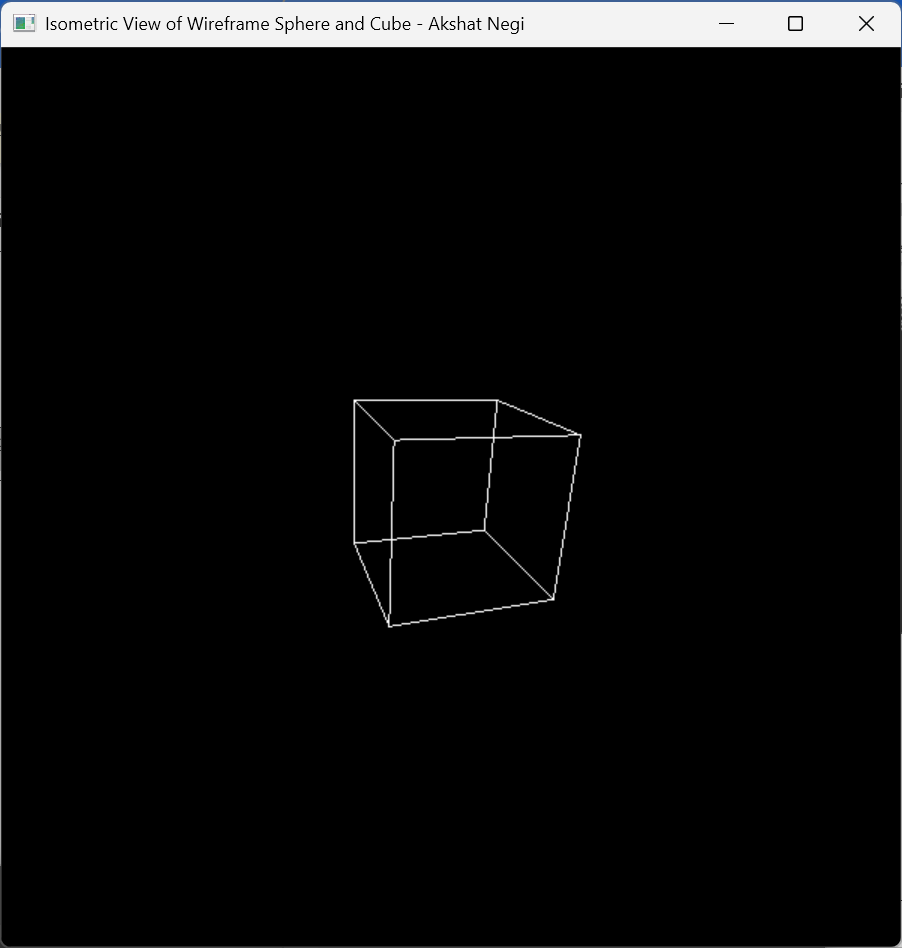 Isometric View of Wireframe Sphere and Cube - Akshat Negi